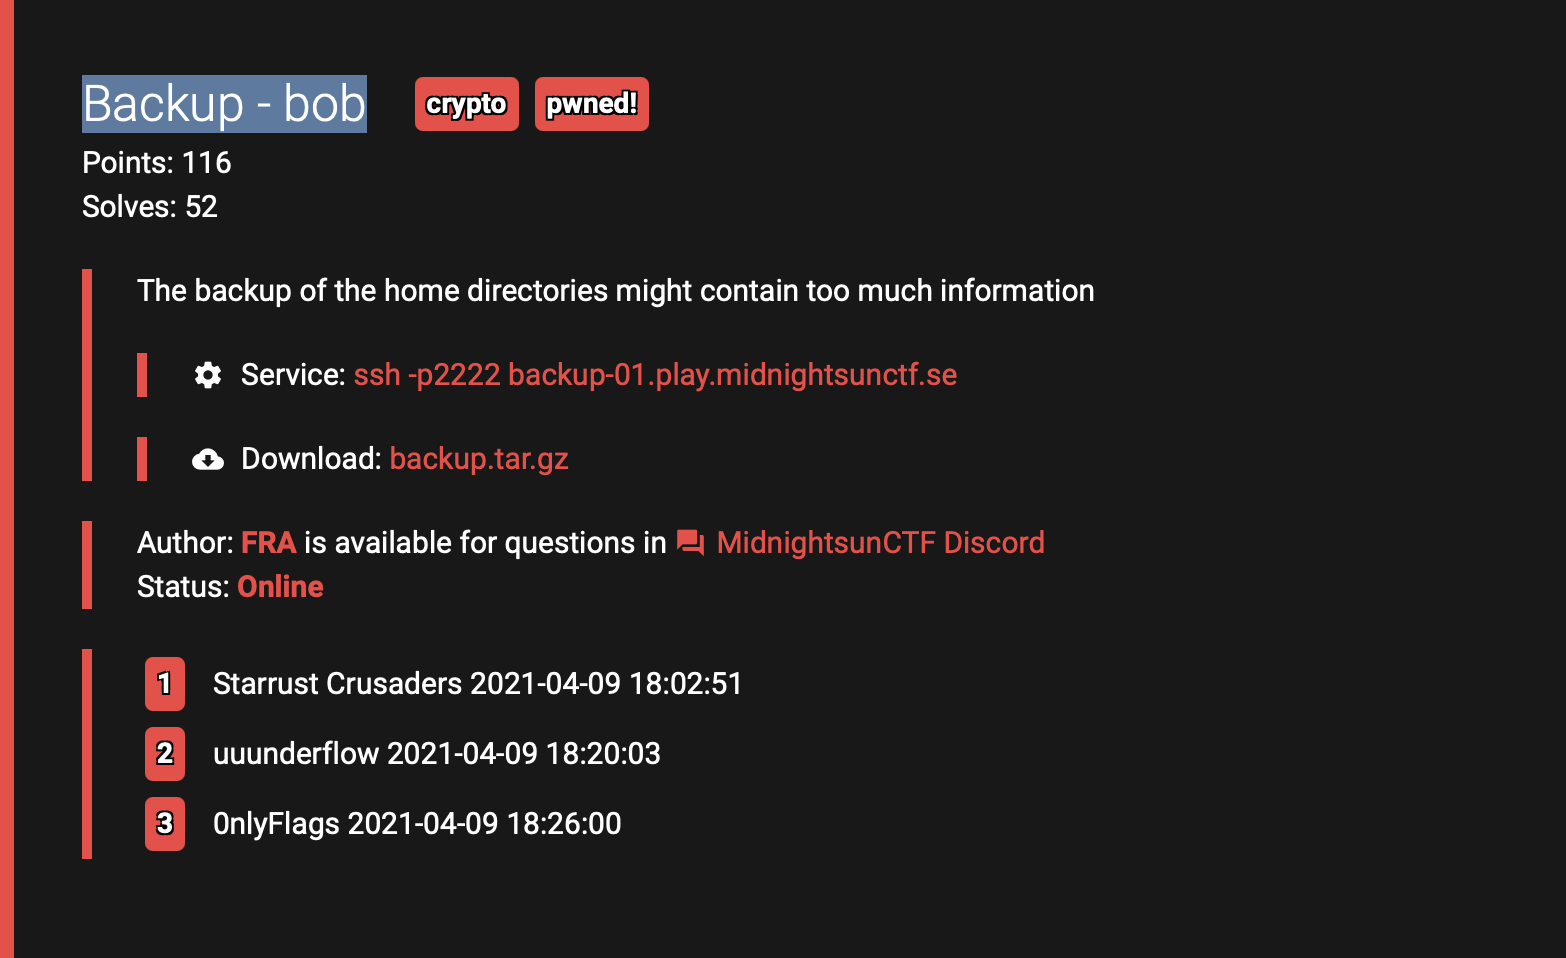 Backup - bob crypto pwned!
Points: 116
Solves: 52
The backup of the home directories might contain too much information
Service: ssh -p2222 backup-01.play.midnightsunctf.se
Download: backup.tar.gz
Author: FRA is available for questions in MidnightsunCTF Discord
Status: Online
1 Starrust Crusaders 2021-04-09 18:02:51
2 uuunderflow 2021-04-09 18:20:03
3 0nlyFlags 2021-04-09 18:26:00